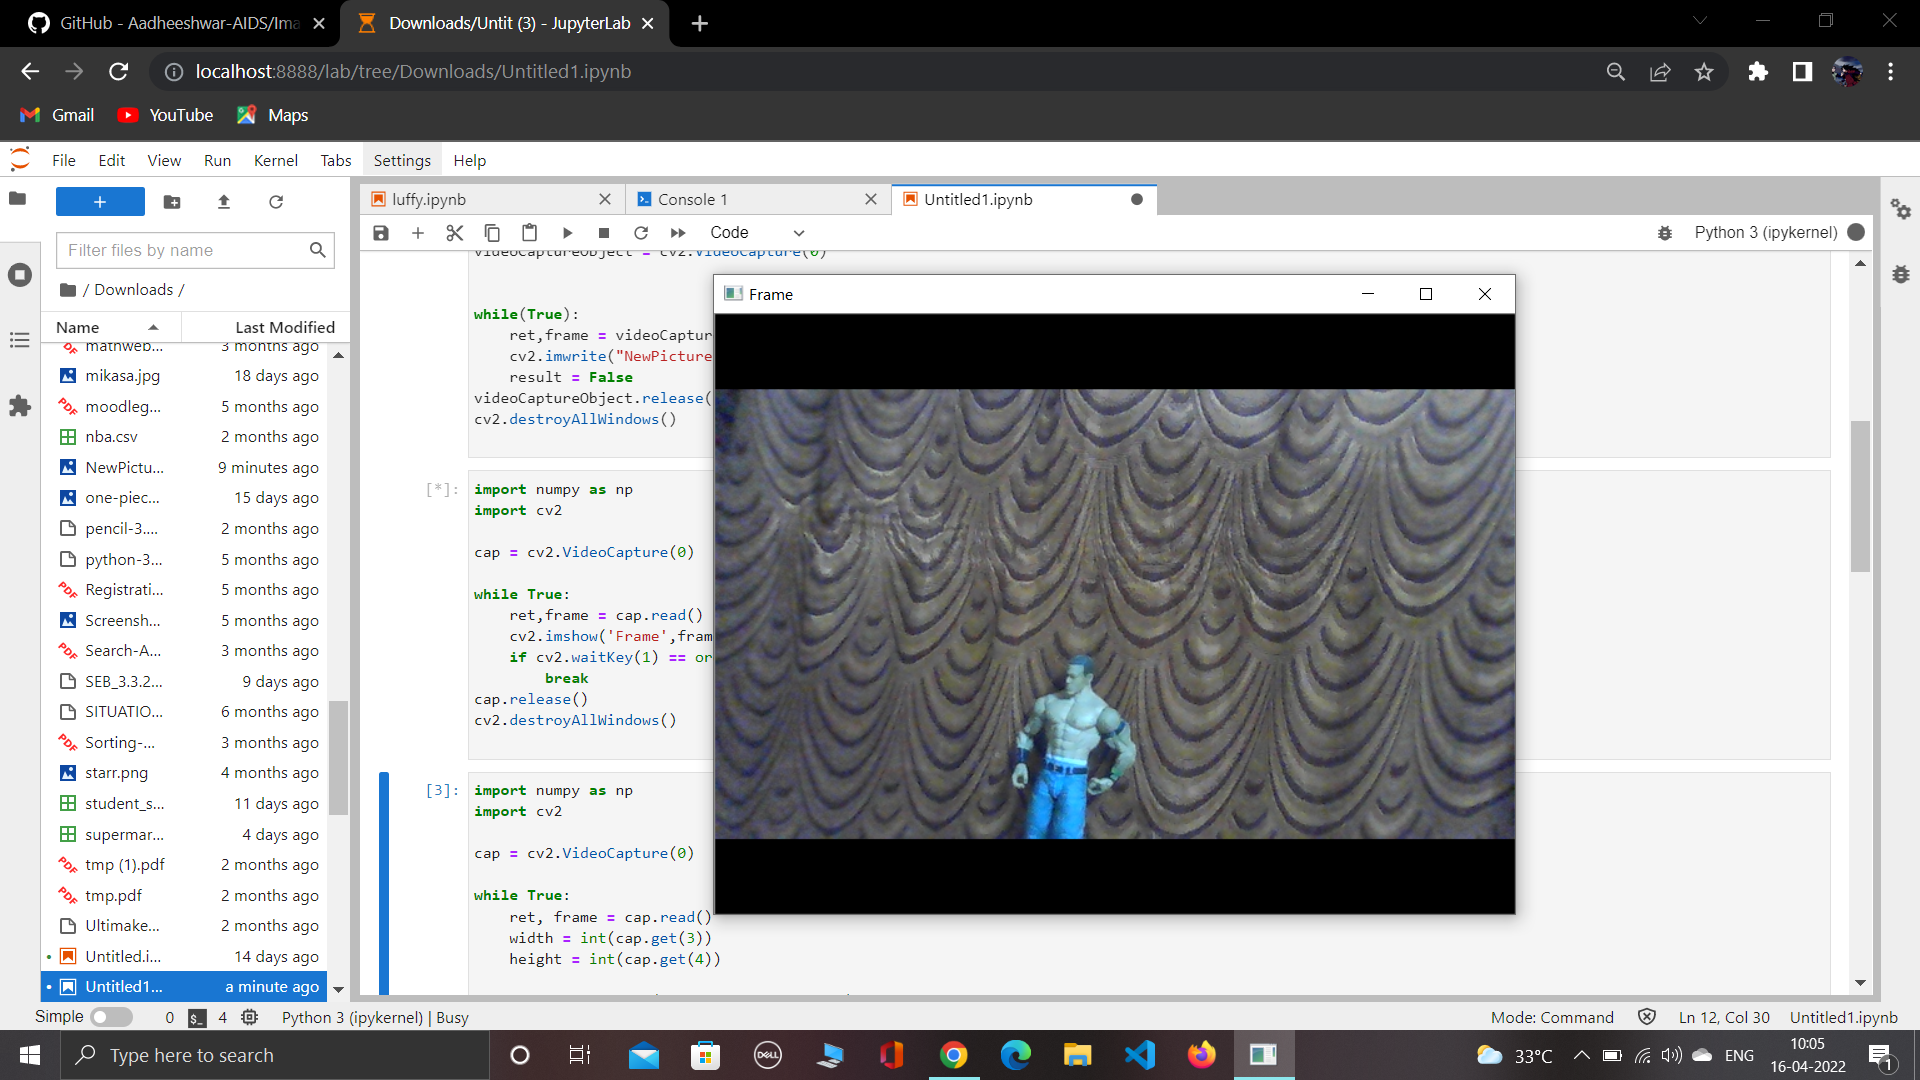 GitHub - Aadheeshwar-AIDS/Ima
Downloads/Untit (3) - JupyterLab
localhost:8888/lab/tree/Downloads/Untitled1.ipynb
Gmail
YouTube
Maps
File Edit View Run Kernel Tabs Settings Help
luffy.ipynb
Console 1
Untitled1.ipynb
Filter files by name
Code
Python 3 (ipykernel)
/ Downloads /
Name Last Modified
mathweb... 3 months ago
mikasa.jpg 18 days ago
moodleg... 5 months ago
nba.csv 2 months ago
NewPictu... 9 minutes ago
one-piec... 15 days ago
pencil-3.... 2 months ago
python-3... 5 months ago
Registrati... 5 months ago
Screensh... 5 months ago
Search-A... 3 months ago
SEB_3.3.2... 9 days ago
SITUATIO... 6 months ago
Sorting-... 3 months ago
starr.png 4 months ago
student_s... 11 days ago
supermar... 4 days ago
tmp (1).pdf 2 months ago
tmp.pdf 2 months ago
Ultimake... 2 months ago
Untitled.i... 14 days ago
Untitled1... a minute ago
videoCaptureObject = cv2.VideoCapture(0)
while(True):
ret,frame = videoCaptur
cv2.imwrite("NewPicture
result = False
videoCaptureObject.release(
cv2.destroyAllWindows()
[*]:
import numpy as np
import cv2
cap = cv2.VideoCapture(0)
while True:
ret,frame = cap.read()
cv2.imshow('Frame',fram
if cv2.waitKey(1) == or
break
cap.release()
cv2.destroyAllWindows()
[3]:
import numpy as np
import cv2
cap = cv2.VideoCapture(0)
while True:
ret, frame = cap.read()
width = int(cap.get(3))
height = int(cap.get(4))
Frame
Simple 0 4 Python 3 (ipykernel) | Busy
Mode: Command Ln 12, Col 30 Untitled1.ipynb
Type here to search
DELL
33°C
ENG
10:05
16-04-2022
1